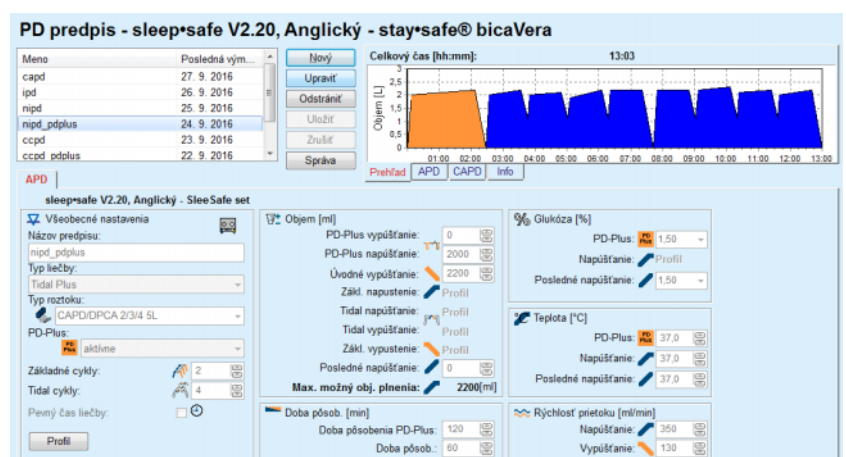 PD predpis - sleep•safe V2.20, Anglický - stay•safe® bicaVera
Meno Posledná vým...
capd 27. 9. 2016
ipd 26. 9. 2016
nipd 25. 9. 2016
nipd_pdplus 24. 9. 2016
ccpd 23. 9. 2016
ccpd_pdplus 22. 9. 2016
Nový
Upraviť
Odstrániť
Uložiť
Zrušiť
Správa
Celkový čas [hh:mm]: 13:03
Objem [L]
3
2,5
2
1,5
1
0,5
0
01:00 02:00 03:00 04:00 05:00 06:00 07:00 08:00 09:00 10:00 11:00 12:00 13:00
Prehľad APD CAPD Info
APD
sleep•safe V2.20, Anglický - SleeSafe set
Všeobecné nastavenia
Názov predpisu:
nipd_pdplus
Typ liečby:
Tidal Plus
Typ roztoku:
CAPD/DPCA 2/3/4 5L
PD-Plus:
PD Plus aktívne
Základné cykly: 2
Tidal cykly: 4
Pevný čas liečby:
Profil
Objem [ml]
PD-Plus vypúšťanie: 0
PD-Plus napúšťanie: 2000
Úvodné vypúšťanie: 2200
Zákl. napustenie: Profil
Tidal napúšťanie: Profil
Tidal vypúšťanie: Profil
Zákl. vypustenie: Profil
Posledné napúšťanie: 0
Max. možný obj. plnenia: 2200[ml]
Doba pôsob. [min]
Doba pôsobenia PD-Plus: 120
Doba pôsob.: 60
Glukóza [%]
PD-Plus: PD Plus 1,50
Napúšťanie: Profil
Posledné napúšťanie: 1,50
Teplota [°C]
PD-Plus: PD Plus 37,0
Napúšťanie: 37,0
Posledné napúšťanie: 37,0
Rýchlosť prietoku [ml/min]
Napúšťanie: 350
Vypúšťanie: 130